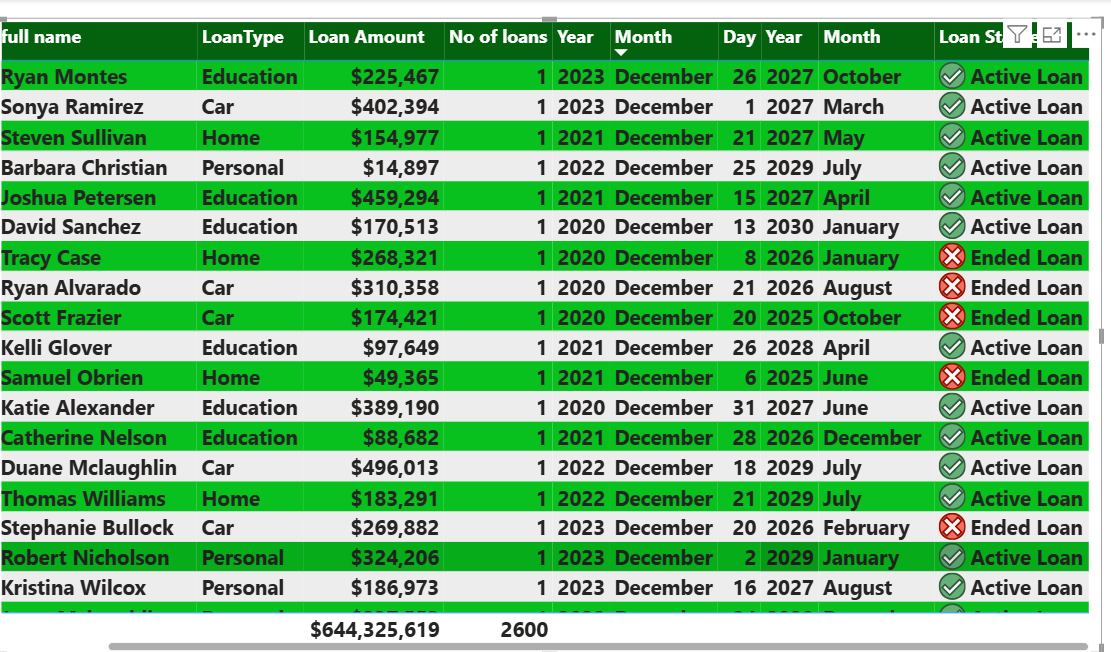 full name LoanType Loan Amount No of loans Year Month Day Year Month Loan St
Ryan Montes Education $225,467 1 2023 December 26 2027 October Active Loan
Sonya Ramirez Car $402,394 1 2023 December 1 2027 March Active Loan
Steven Sullivan Home $154,977 1 2021 December 21 2027 May Active Loan
Barbara Christian Personal $14,897 1 2022 December 25 2029 July Active Loan
Joshua Petersen Education $459,294 1 2021 December 15 2027 April Active Loan
David Sanchez Education $170,513 1 2020 December 13 2030 January Active Loan
Tracy Case Home $268,321 1 2020 December 8 2026 January Ended Loan
Ryan Alvarado Car $310,358 1 2020 December 21 2026 August Ended Loan
Scott Frazier Car $174,421 1 2020 December 20 2025 October Ended Loan
Kelli Glover Education $97,649 1 2021 December 26 2028 April Active Loan
Samuel Obrien Home $49,365 1 2021 December 6 2025 June Ended Loan
Katie Alexander Education $389,190 1 2020 December 31 2027 June Active Loan
Catherine Nelson Education $88,682 1 2021 December 28 2026 December Active Loan
Duane Mclaughlin Car $496,013 1 2022 December 18 2029 July Active Loan
Thomas Williams Home $183,291 1 2022 December 21 2029 July Active Loan
Stephanie Bullock Car $269,882 1 2023 December 20 2026 February Ended Loan
Robert Nicholson Personal $324,206 1 2023 December 2 2029 January Active Loan
Kristina Wilcox Personal $186,973 1 2023 December 16 2027 August Active Loan
$644,325,619 2600